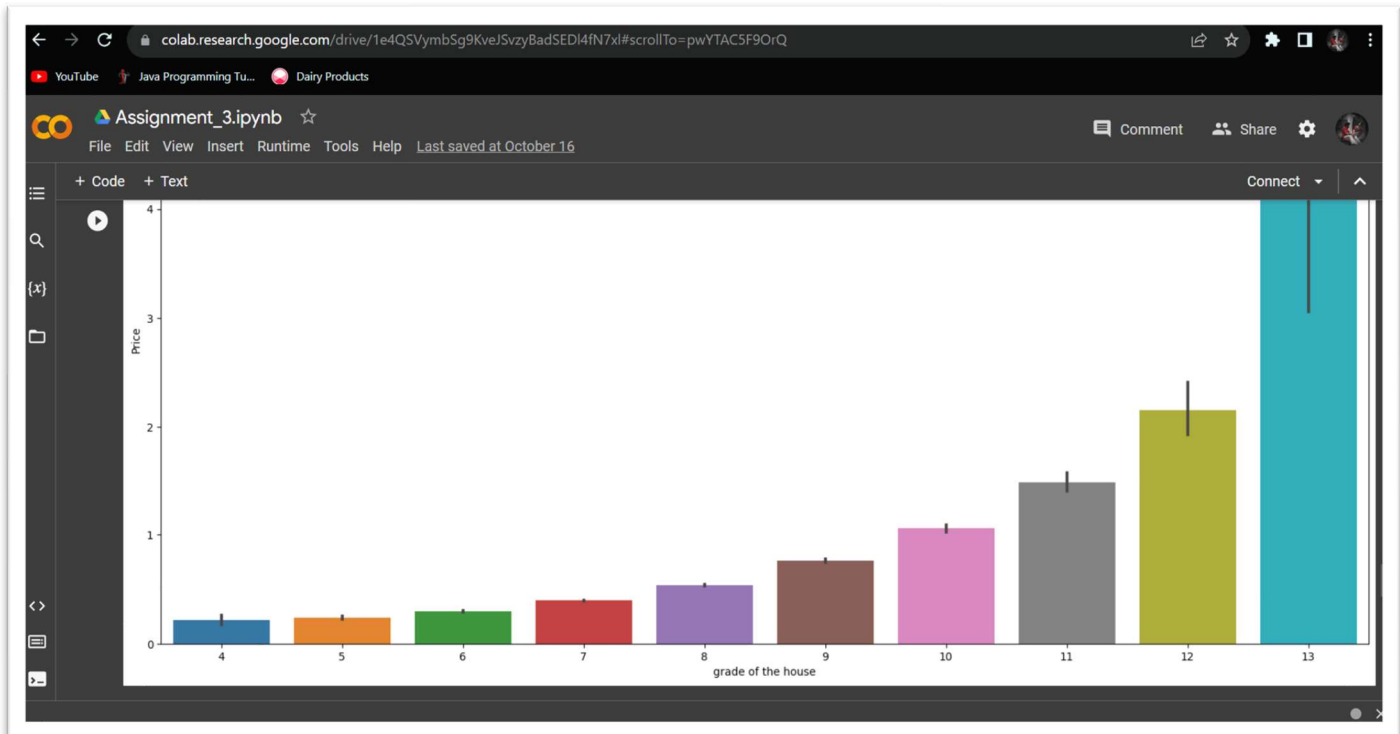 colab.research.google.com/drive/1e4QSVymbSg9KveJSvzyBadSEDl4fN7xl#scrollTo=pwYTAC5F9OrQ
YouTube Java Programming Tu... Dairy Products
CO Assignment_3.ipynb
Comment Share
File Edit View Insert Runtime Tools Help Last saved at October 16
+ Code + Text Connect
{x}
4
3
2
1
0
Price
4 5 6 7 8 9 10 11 12 13
grade of the house